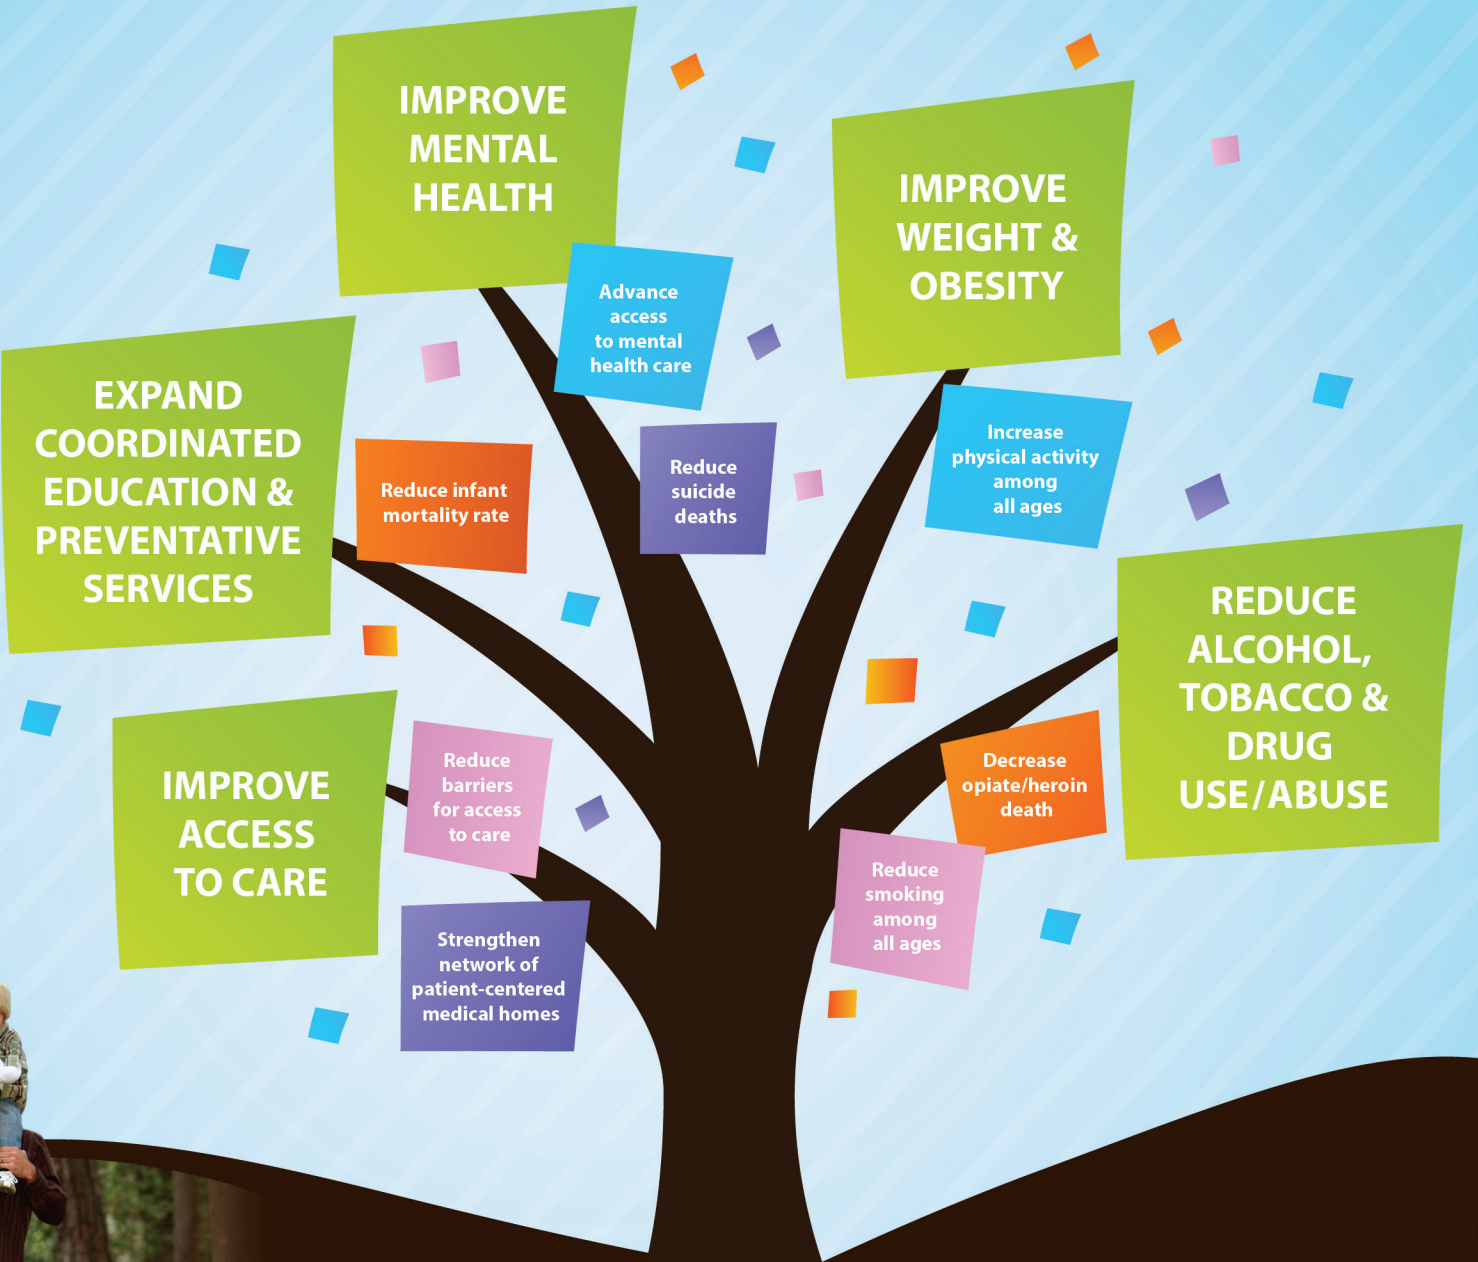 IMPROVE
MENTAL
HEALTH
Advance
access
to mental
health care
Reduce
suicide
deaths
IMPROVE
WEIGHT &
OBESITY
Increase
physical activity
among
all ages
EXPAND
COORDINATED
EDUCATION &
PREVENTATIVE
SERVICES
Reduce infant
mortality rate
REDUCE
ALCOHOL,
TOBACCO &
DRUG
USE/ABUSE
Decrease
opiate/heroin
death
Reduce
smoking
among
all ages
IMPROVE
ACCESS
TO CARE
Reduce
barriers
for access
to care
Strengthen
network of
patient-centered
medical homes